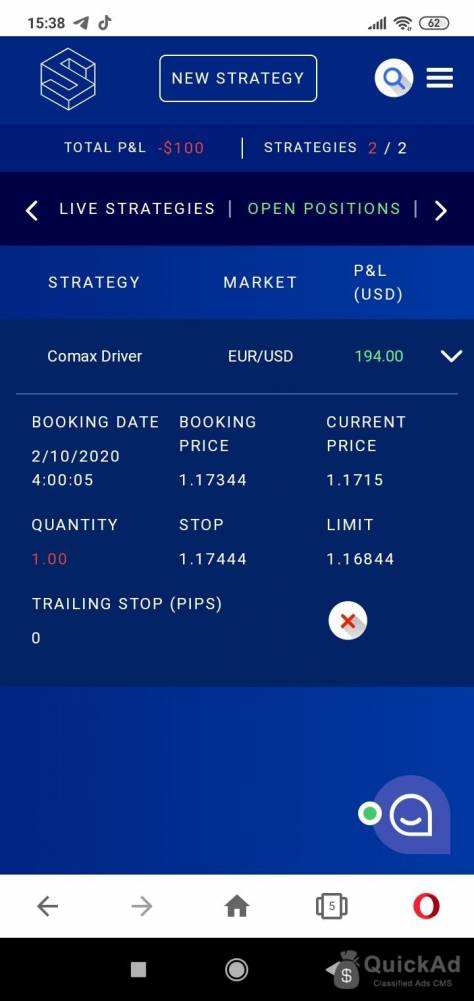 15:38
62
NEW STRATEGY
TOTAL P&L -$100 | STRATEGIES 2 / 2
LIVE STRATEGIES | OPEN POSITIONS |
STRATEGY MARKET P&L
(USD)
Comax Driver EUR/USD 194.00
BOOKING DATE BOOKING CURRENT
PRICE PRICE
2/10/2020
4:00:05 1.17344 1.1715
QUANTITY STOP LIMIT
1.00 1.17444 1.16844
TRAILING STOP (PIPS)
0
5
$ QuickAd
Classified Ads CMS